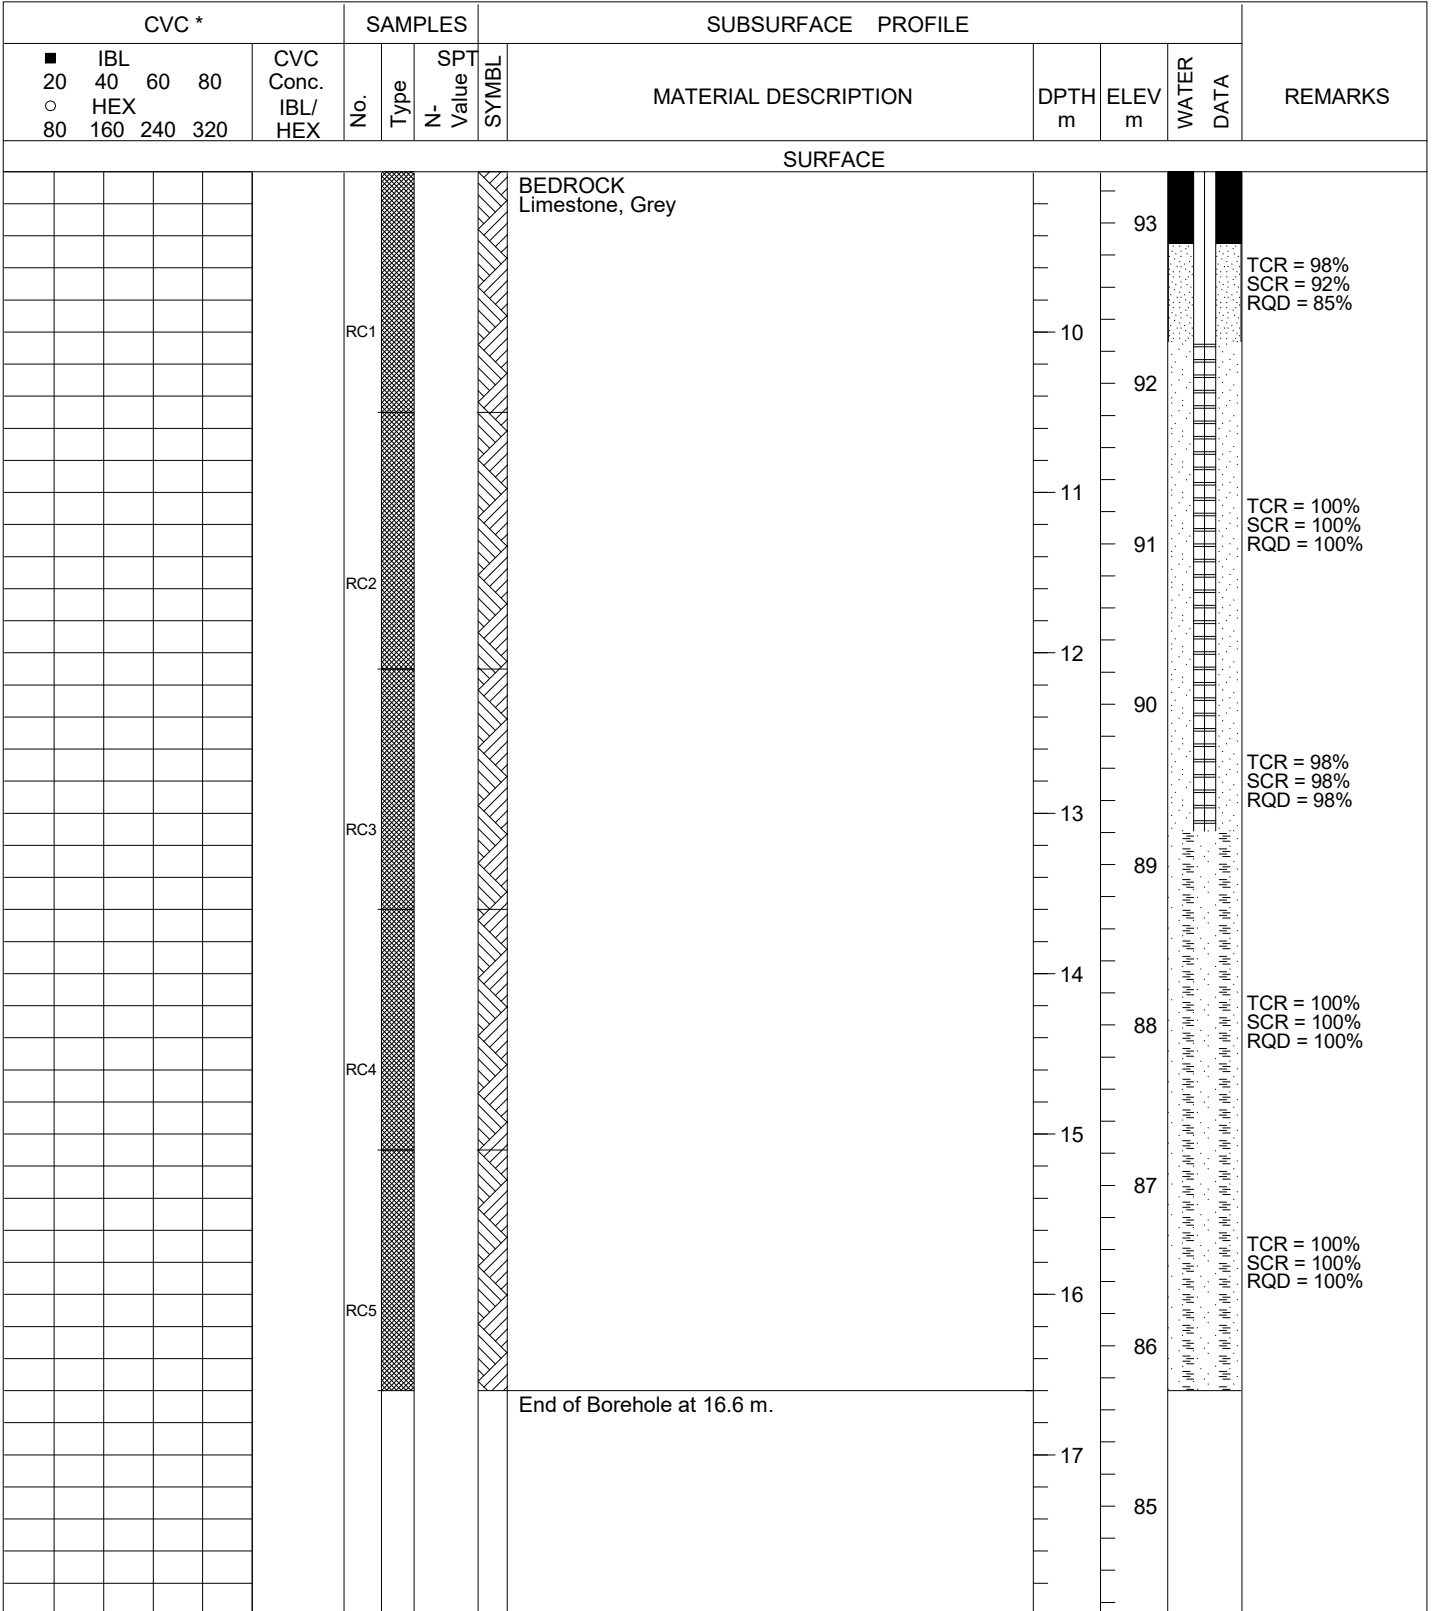 CVC *
SAMPLES
SUBSURFACE PROFILE
■ IBL
20 40 60 80
○ HEX
80 160 240 320
CVC
Conc.
IBL/
HEX
No.
Type
SPT
N-
Value
SYMBL
MATERIAL DESCRIPTION
DPTH
m
ELEV
m
WATER
DATA
REMARKS
SURFACE
BEDROCK
Limestone, Grey
93
TCR = 98%
SCR = 92%
RQD = 85%
RC1
10
92
11
TCR = 100%
SCR = 100%
RQD = 100%
91
RC2
12
90
TCR = 98%
SCR = 98%
RQD = 98%
13
RC3
89
14
TCR = 100%
SCR = 100%
RQD = 100%
88
RC4
15
87
TCR = 100%
SCR = 100%
RQD = 100%
16
RC5
86
End of Borehole at 16.6 m.
17
85